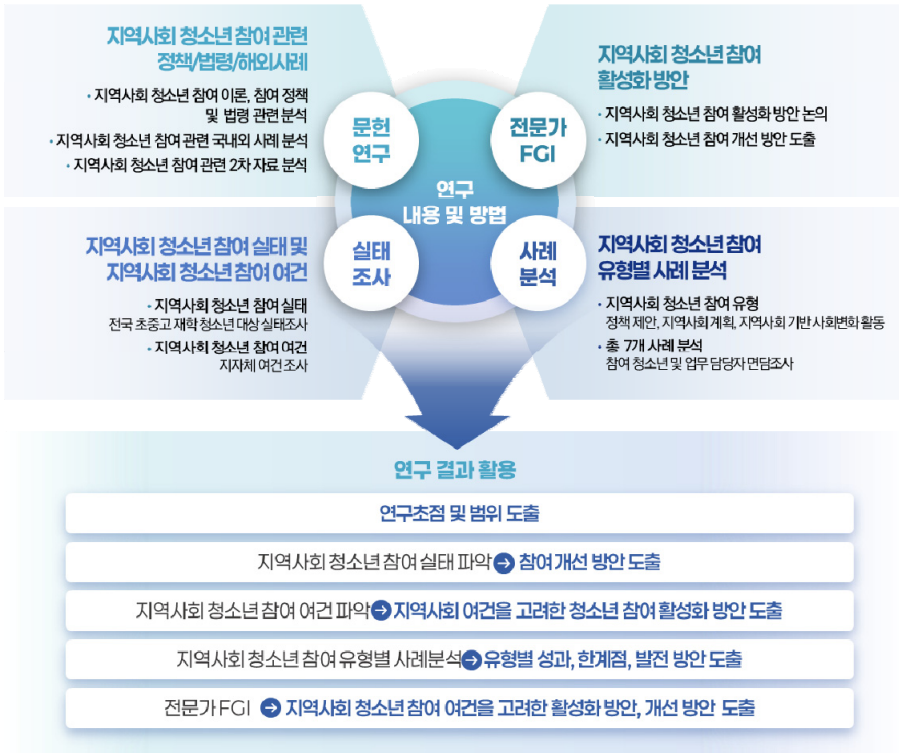 지역사회 청소년 참여 관련
정책/법령/해외사례
· 지역사회 청소년 참여 이론, 참여 정책
및 법령 관련 분석
· 지역사회 청소년 참여 관련 국내외 사례 분석
· 지역사회 청소년 참여 관련 2차 자료 분석
문헌
연구
전문가
FGI
지역사회 청소년 참여
활성화 방안
· 지역사회 청소년 참여 활성화 방안 논의
· 지역사회 청소년 참여 개선 방안 도출
연구
내용 및 방법
지역사회 청소년 참여 실태 및
지역사회 청소년 참여 여건
· 지역사회 청소년 참여 실태
전국 초중고 재학 청소년 대상 실태조사
· 지역사회 청소년 참여 여건
지자체 여건 조사
실태
조사
사례
분석
지역사회 청소년 참여
유형별 사례 분석
· 지역사회 청소년 참여 유형
정책 제안, 지역사회 계획, 지역사회 기반 사회변화 활동
· 총 7개 사례 분석
참여 청소년 및 업무 담당자 면담조사
연구 결과 활용
연구초점 및 범위 도출
지역사회 청소년 참여 실태 파악 → 참여 개선 방안 도출
지역사회 청소년 참여 여건 파악 → 지역사회 여건을 고려한 청소년 참여 활성화 방안 도출
지역사회 청소년 참여 유형별 사례분석 → 유형별 성과, 한계점, 발전 방안 도출
전문가 FGI → 지역사회 청소년 참여 여건을 고려한 활성화 방안, 개선 방안 도출